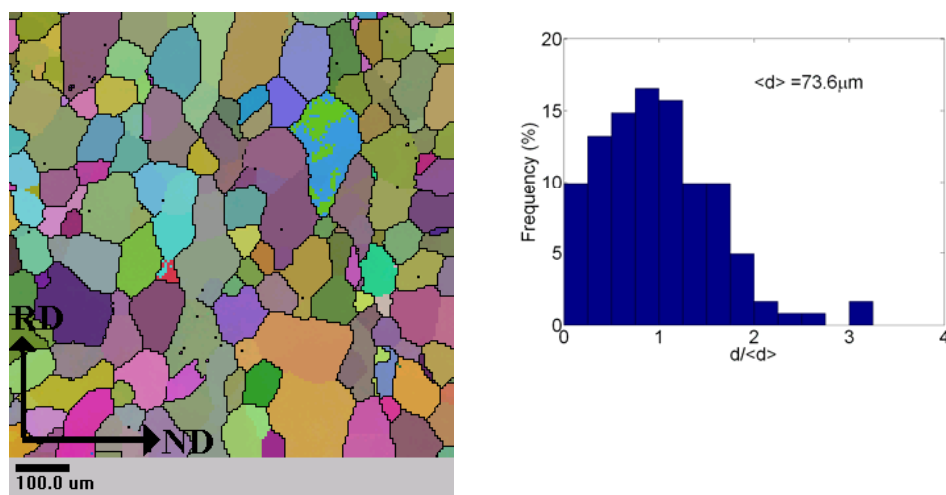 RD
ND
100.0 um
20
15
10
5
0
Frequency (%)
<d> =73.6μm
0 1 2 3 4
d/<d>